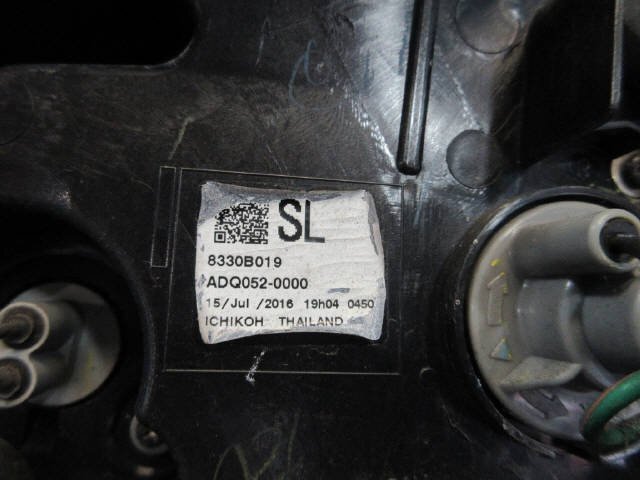 SL
8330B019
ADQ052-0000
15/Jul /2016 19h04 0450
ICHIKOH THAILAND